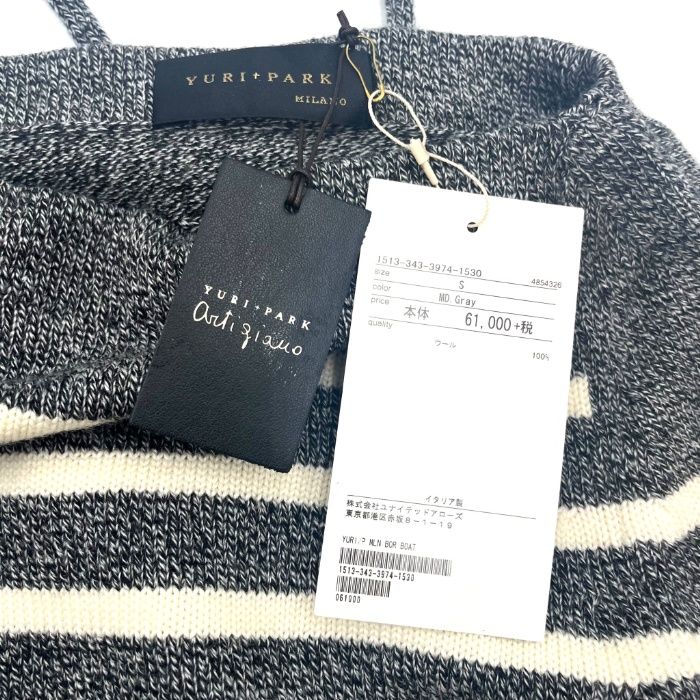 YURI+PARK
MILANO
YURI+PARK
artigiano
1513-343-3974-1530
size S 4854326
color MD.Gray
price 本体 61,000+税
quality
ウール 100%
イタリア製
株式会社ユナイテッドアローズ
東京都港区赤坂8-1-19
YURI/P MLN BOR BOAT
1513-343-3974-1530
061000